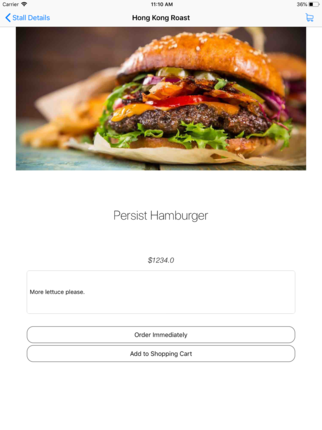 Carrier 11:10 AM 36%
Stall Details Hong Kong Roast
Persist Hamburger
$1234.0
More lettuce please.
Order Immediately
Add to Shopping Cart